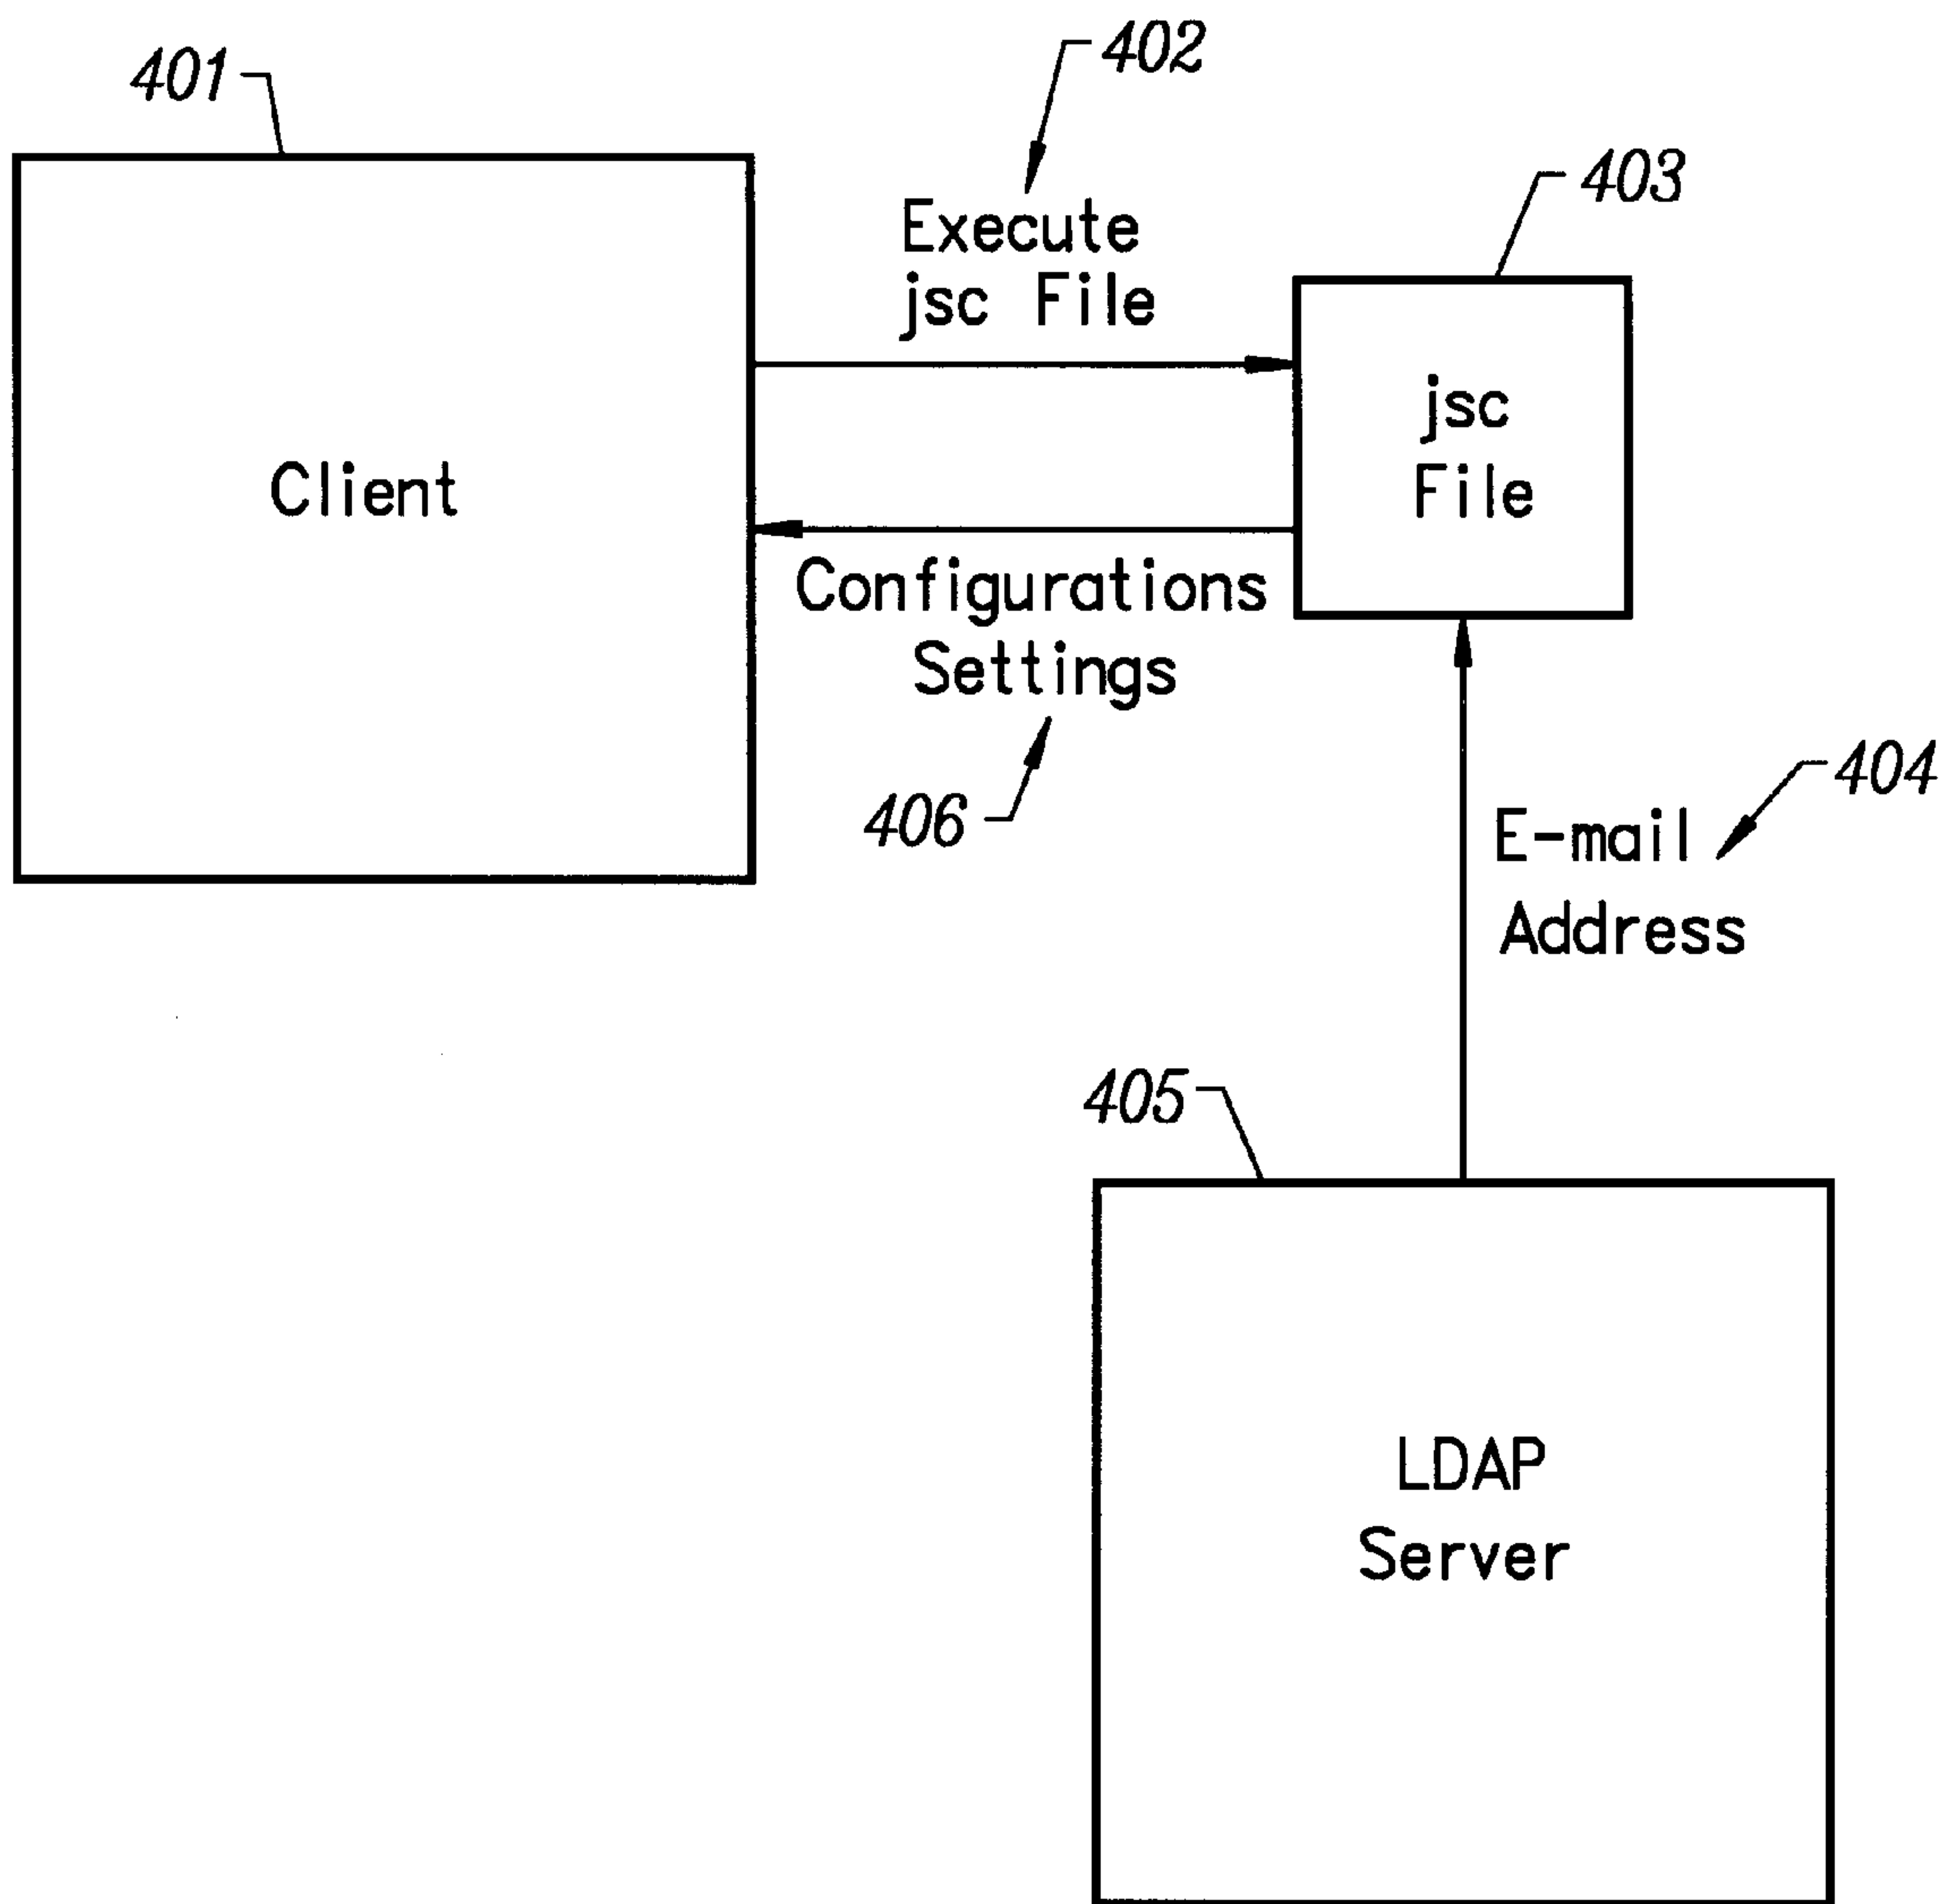 401
402
403
Execute
jsc File
jsc
File
Client
Configurations
Settings
406
404
E-mail
Address
405
LDAP
Server